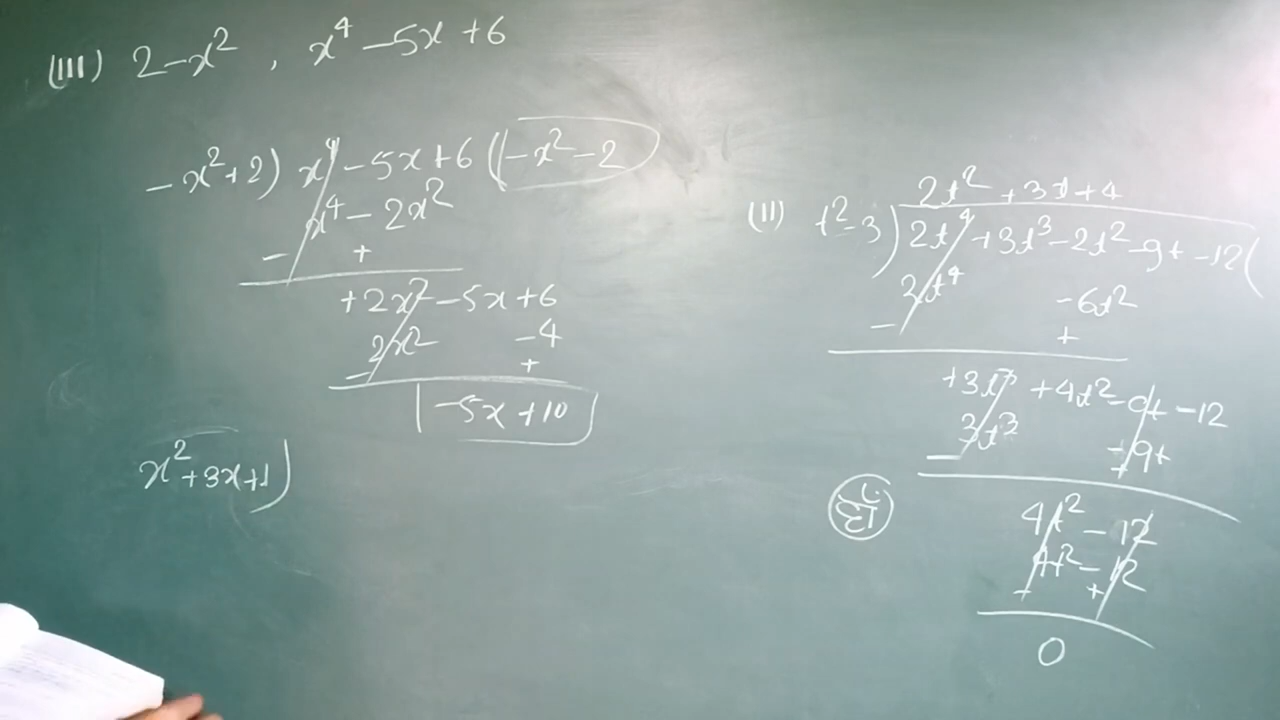 (III) 2-x², x⁴-5x+6
-x²+2) x⁴-5x+6 (-x²-2
x⁴-2x²
- +
+2x²-5x+6
2x² -4
- +
-5x+10
x²+3x+1)
2t²+3t+4
(II) t²-3) 2t⁴+3t³-2t²-9t-12(
2t⁴ -6t²
- +
+3t³+4t²-9t-12
3t³ -9t
- +
हाँ
4t²-12
4t²-12
- +
0